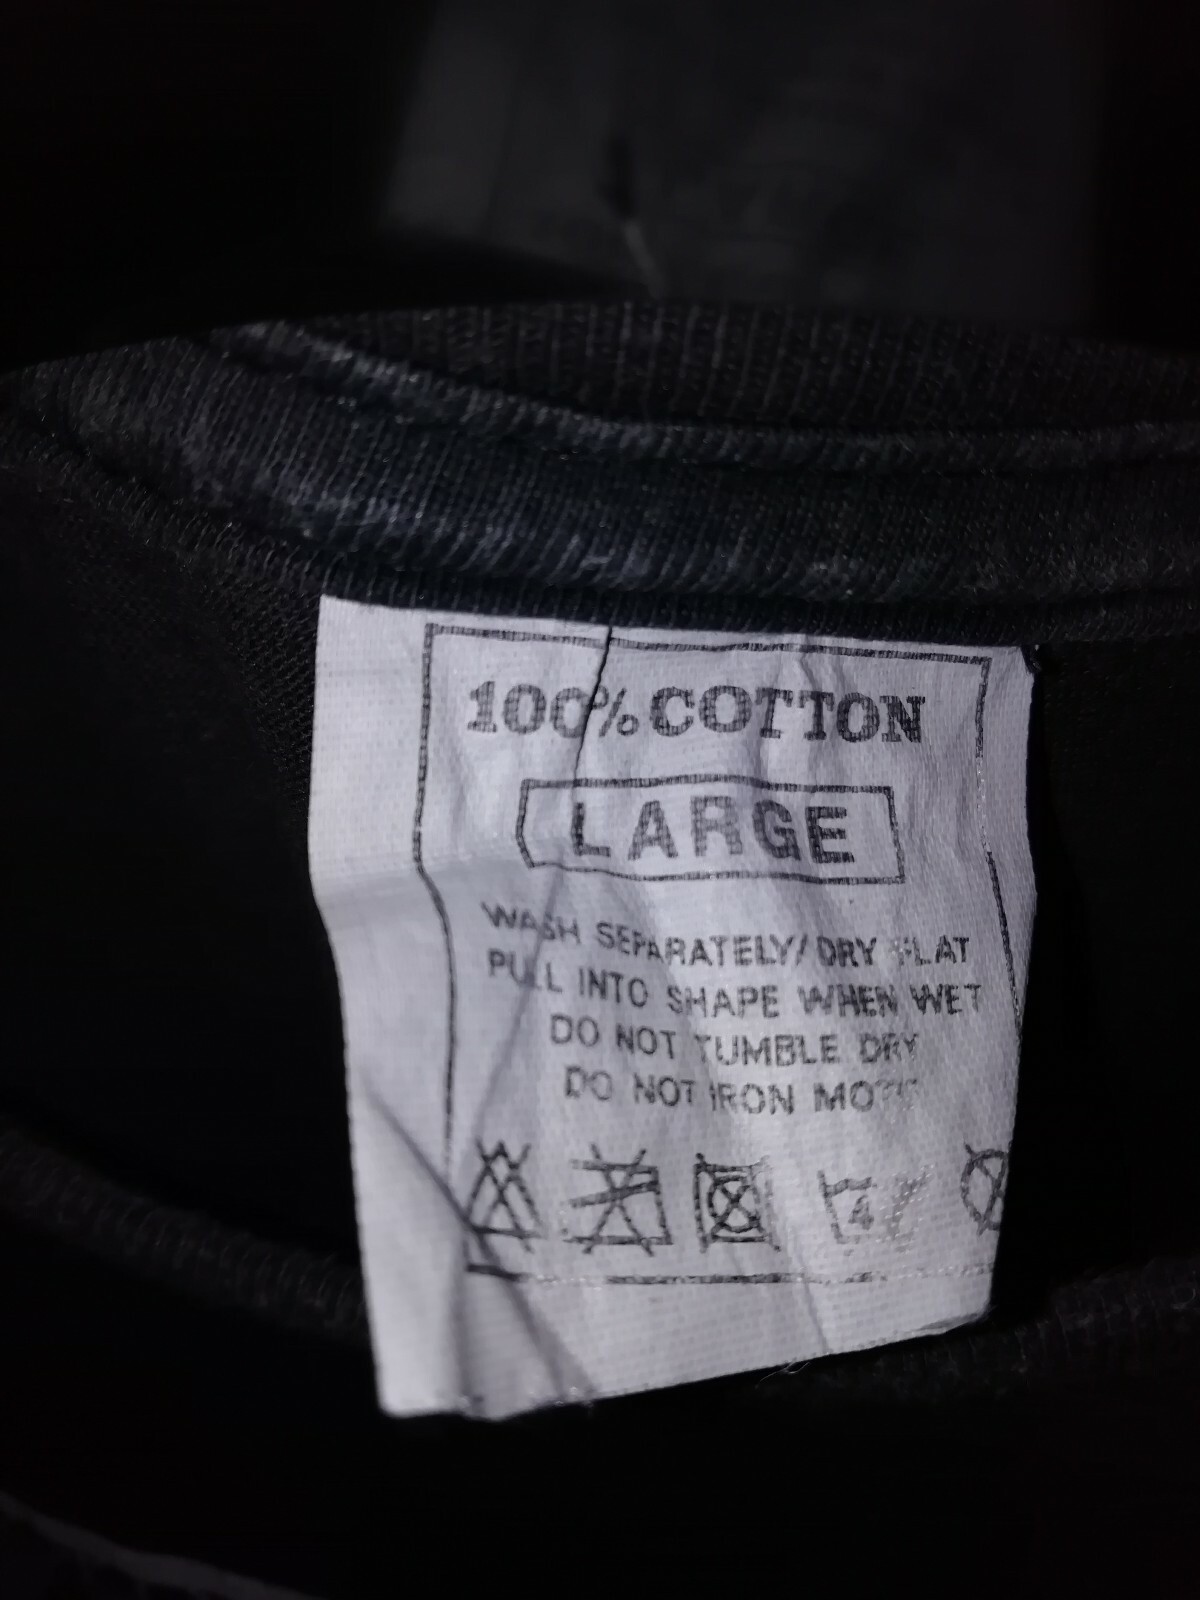 100% COTTON
LARGE
WASH SEPARATELY/DRY FLAT
PULL INTO SHAPE WHEN WET
DO NOT TUMBLE DRY
DO NOT IRON
4